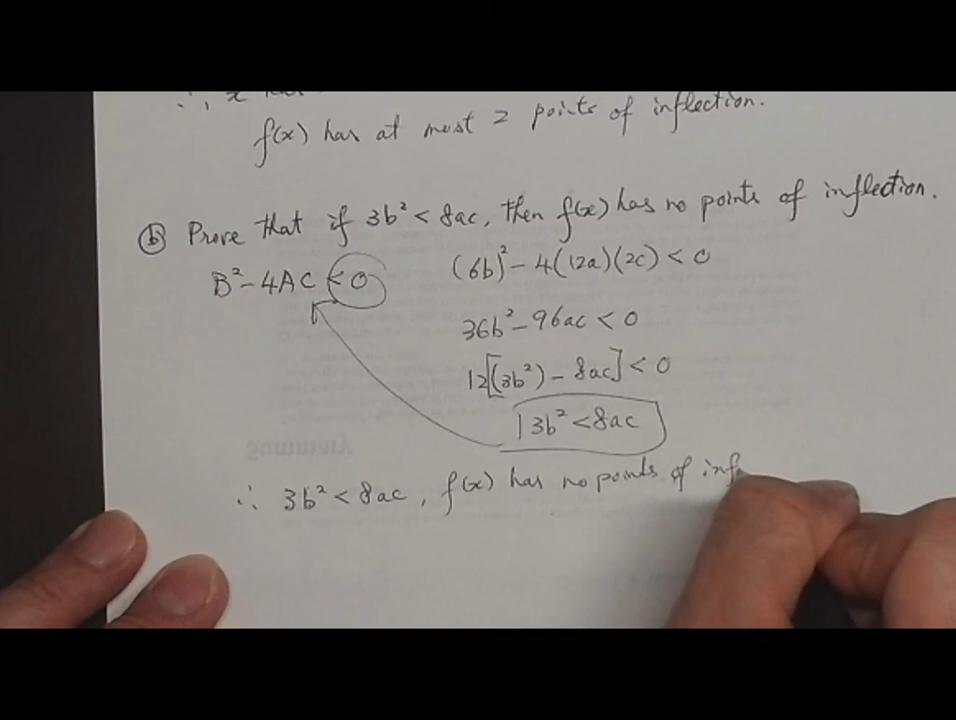 ∴, x has
f(x) has at most 2 points of inflection.
ⓑ Prove that if 3b² < 8ac, then f(x) has no points of inflection.
B² - 4AC < 0
(6b)² - 4(12a)(2c) < 0
36b² - 96ac < 0
12[(3b²) - 8ac] < 0
3b² < 8ac
∴ 3b² < 8ac, f(x) has no points of inf